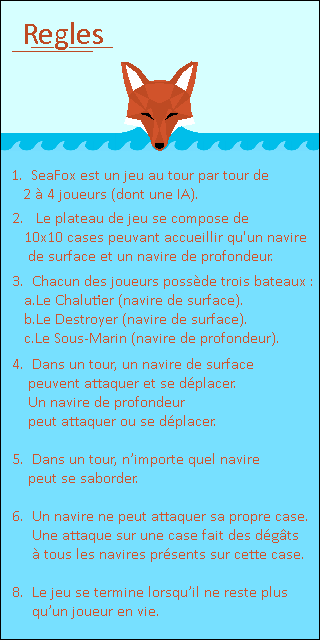 Regles
1. SeaFox est un jeu au tour par tour de
2 à 4 joueurs (dont une IA).
2. Le plateau de jeu se compose de
10x10 cases peuvant accueillir qu'un navire
de surface et un navire de profondeur.
3. Chacun des joueurs possède trois bateaux :
a.Le Chalutier (navire de surface).
b.Le Destroyer (navire de surface).
c.Le Sous-Marin (navire de profondeur).
4. Dans un tour, un navire de surface
peuvent attaquer et se déplacer.
Un navire de profondeur
peut attaquer ou se déplacer.
5. Dans un tour, n'importe quel navire
peut se saborder.
6. Un navire ne peut attaquer sa propre case.
Une attaque sur une case fait des dégâts
à tous les navires présents sur cette case.
8. Le jeu se termine lorsqu'il ne reste plus
qu'un joueur en vie.